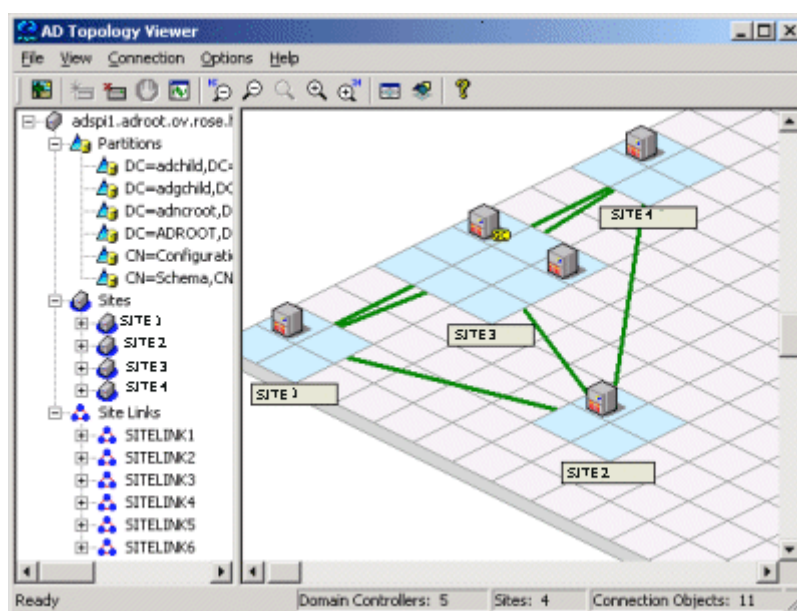 AD Topology Viewer
File View Connection Options Help
adspi1.adroot.ov.rose.
Partitions
DC=adchild,DC=
DC=adgchild,DC
DC=adncroot,D
DC=ADROOT,D
CN=Configurati
CN=Schema,CN
Sites
SITE 1
SITE 2
SITE 3
SITE 4
Site Links
SITELINK1
SITELINK2
SITELINK3
SITELINK4
SITELINK5
SITELINK6
SITE 4
SITE 3
SITE 1
SITE 2
Ready
Domain Controllers: 5
Sites: 4
Connection Objects: 11